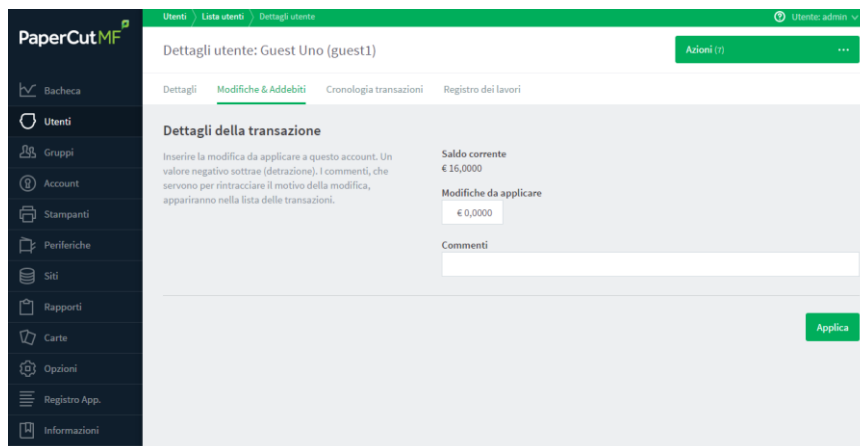 PaperCutMF
Utenti Lista utenti Dettagli utente
Utente: admin
Dettagli utente: Guest Uno (guest1)
Azioni (7) ...
Dettagli Modifiche & Addebiti Cronologia transazioni Registro dei lavori
Bacheca
Utenti
Gruppi
Account
Stampanti
Periferiche
Siti
Rapporti
Carte
Opzioni
Registro App.
Informazioni
Dettagli della transazione
Inserire la modifica da applicare a questo account. Un
valore negativo sottrae (detrazione). I commenti, che
servono per rintracciare il motivo della modifica,
appariranno nella lista delle transazioni.
Saldo corrente
€ 16,0000
Modifiche da applicare
€ 0,0000
Commenti
Applica